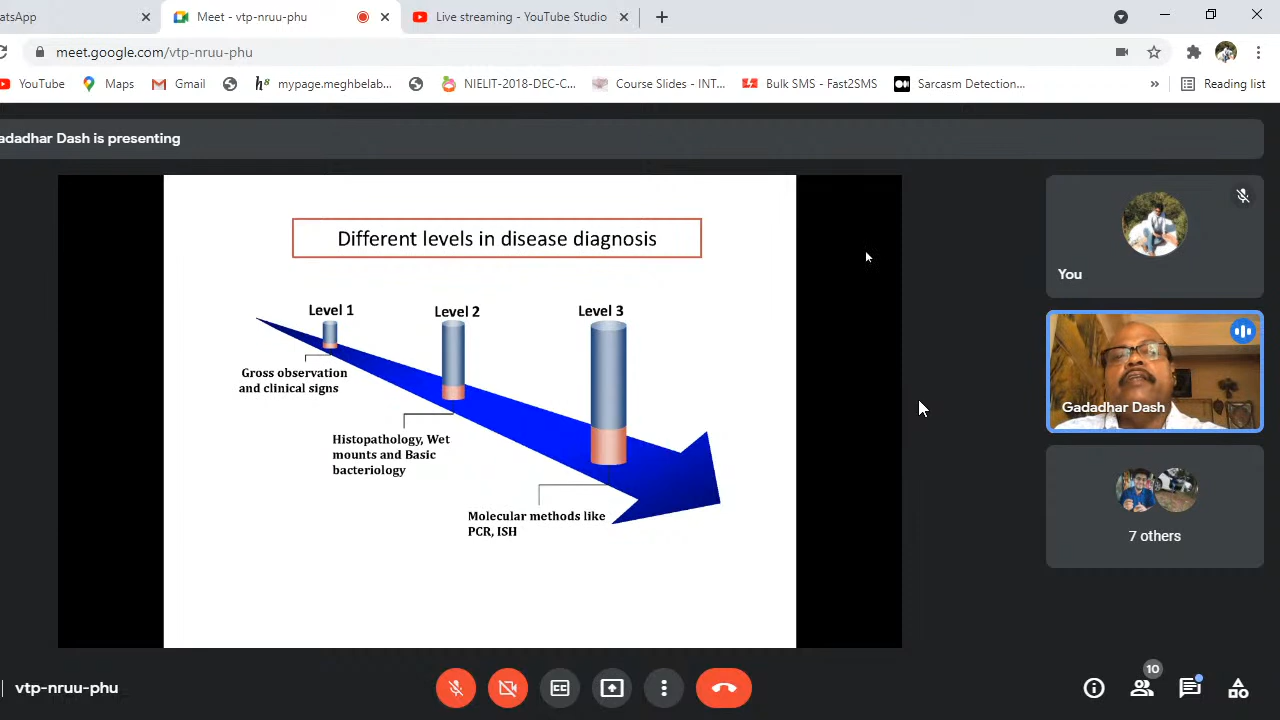 atsApp
Meet - vtp-nruu-phu
Live streaming - YouTube Studio
meet.google.com/vtp-nruu-phu
YouTube
Maps
Gmail
mypage.meghbelab...
NIELIT-2018-DEC-C...
Course Slides - INT...
Bulk SMS - Fast2SMS
Sarcasm Detection...
»
Reading list
adadhar Dash is presenting
Different levels in disease diagnosis
Level 1
Level 2
Level 3
Gross observation
and clinical signs
Histopathology, Wet
mounts and Basic
bacteriology
Molecular methods like
PCR, ISH
You
Gadadhar Dash
7 others
vtp-nruu-phu
CC
10